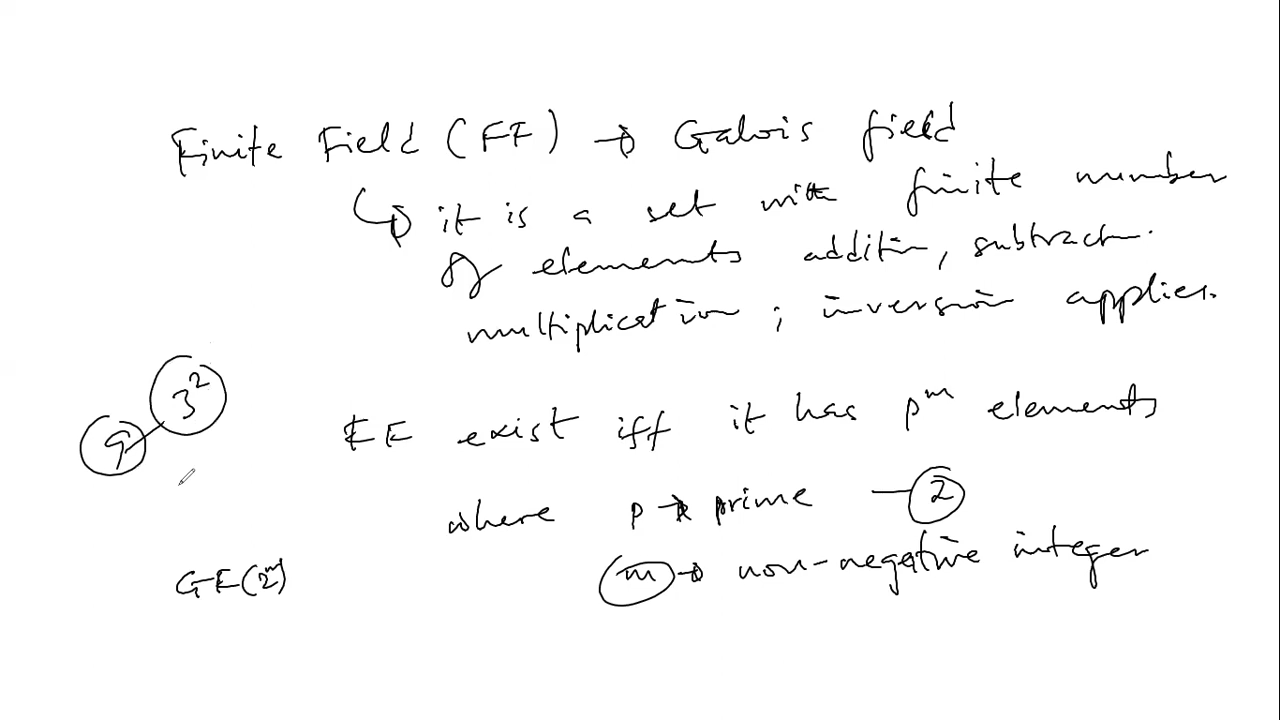 Finite Field (FF) → Galois field
↳ it is a set with finite number
of elements addition, subtraction.
multiplication ; inversion applies.
3²
9
FF exist iff it has pᵐ elements
where p → prime — 2
m → non-negative integer
GF(2ᵐ)